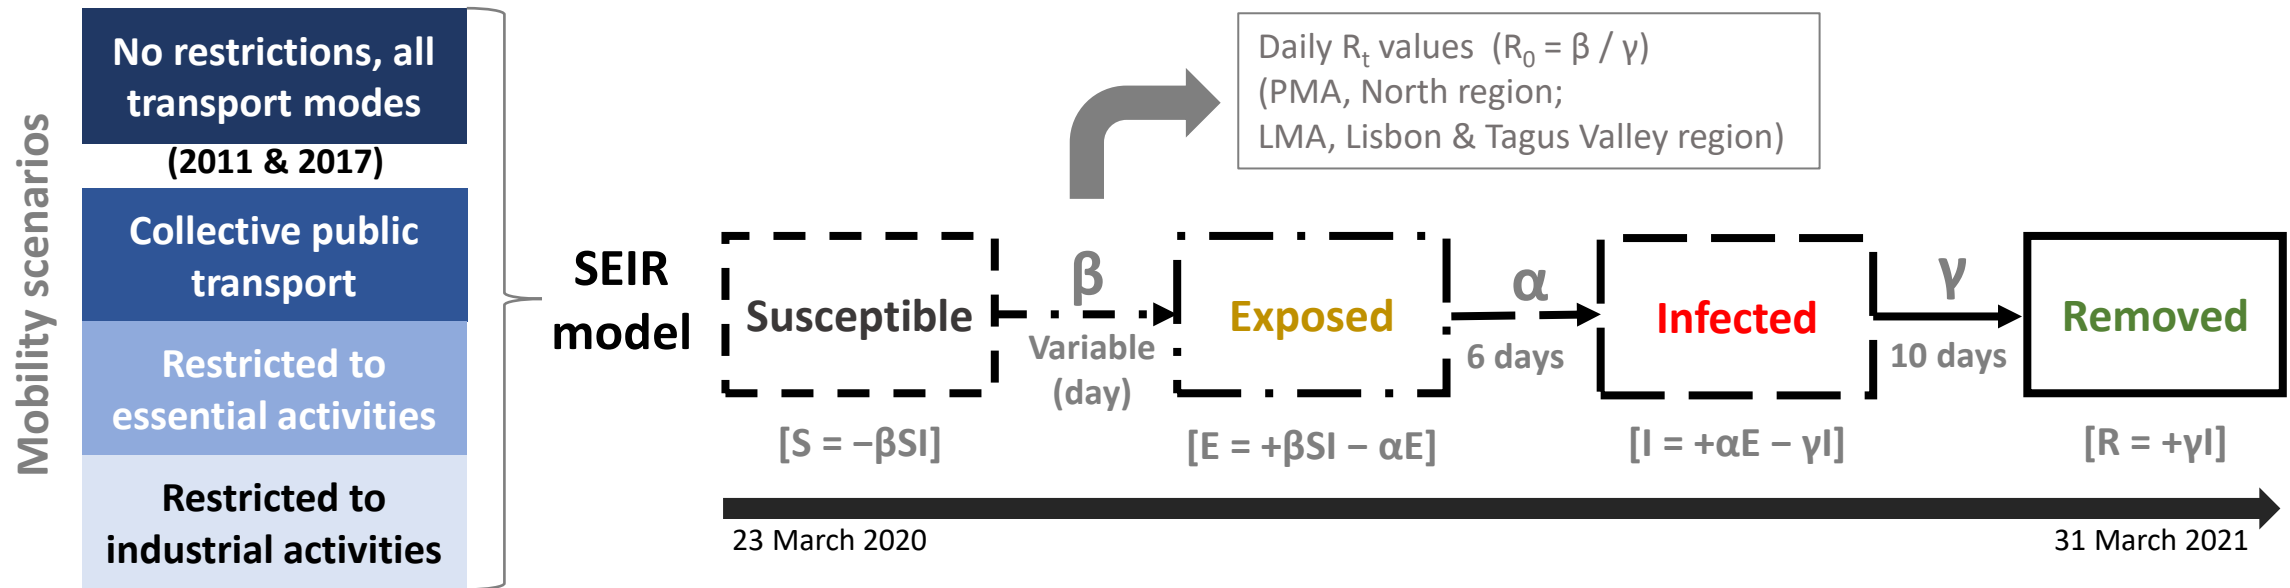 Mobility scenarios
No restrictions, all
transport modes
(2011 & 2017)
Collective public
transport
Restricted to
essential activities
Restricted to
industrial activities
SEIR
model
Daily Rt values (R0 = β / γ)
(PMA, North region;
LMA, Lisbon & Tagus Valley region)
Susceptible
β
Variable
(day)
Exposed
α
6 days
Infected
γ
10 days
Removed
[S = −βSI]
[E = +βSI − αE]
[I = +αE − γI]
[R = +γI]
23 March 2020
31 March 2021